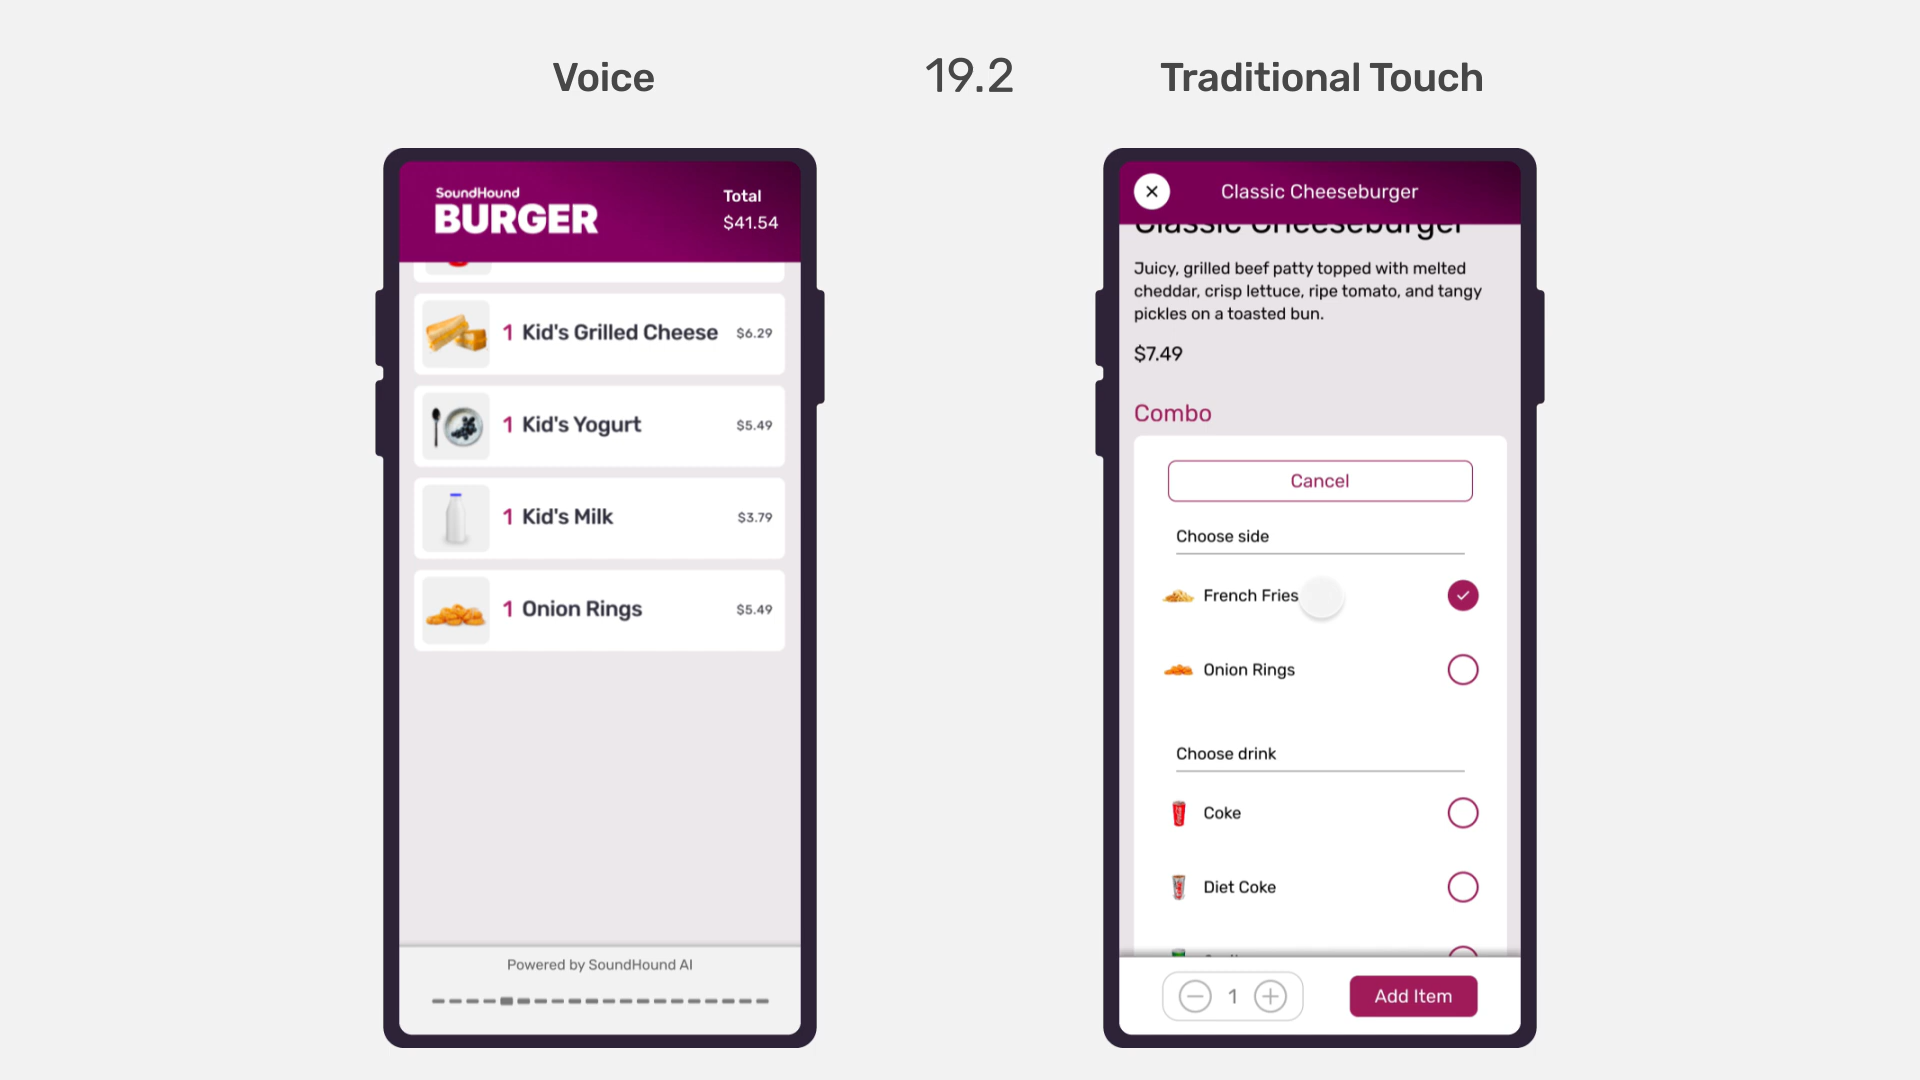 Voice
19.2
Traditional Touch
SoundHound
BURGER
Total
$41.54
1 Kid's Grilled Cheese $6.29
1 Kid's Yogurt $5.49
1 Kid's Milk $3.79
1 Onion Rings $5.49
Powered by SoundHound AI
Classic Cheeseburger
Classic Cheeseburger
Juicy, grilled beef patty topped with melted
cheddar, crisp lettuce, ripe tomato, and tangy
pickles on a toasted bun.
$7.49
Combo
Cancel
Choose side
French Fries
Onion Rings
Choose drink
Coke
Diet Coke
1
Add Item